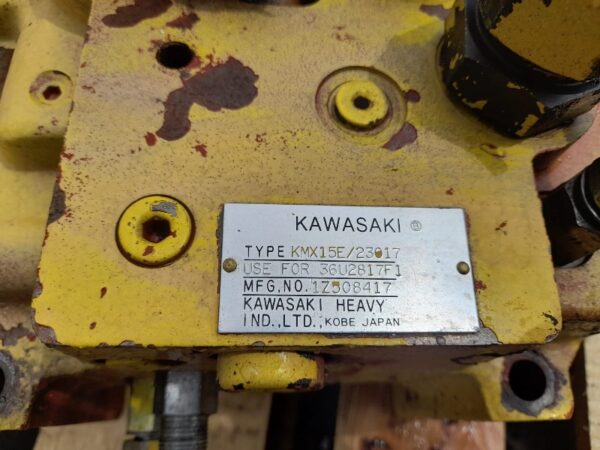 KAWASAKI ®
TYPE KMX15E/23017
USE FOR 36U2817F1
MFG.NO. 1Z508417
KAWASAKI HEAVY
IND.,LTD., KOBE JAPAN